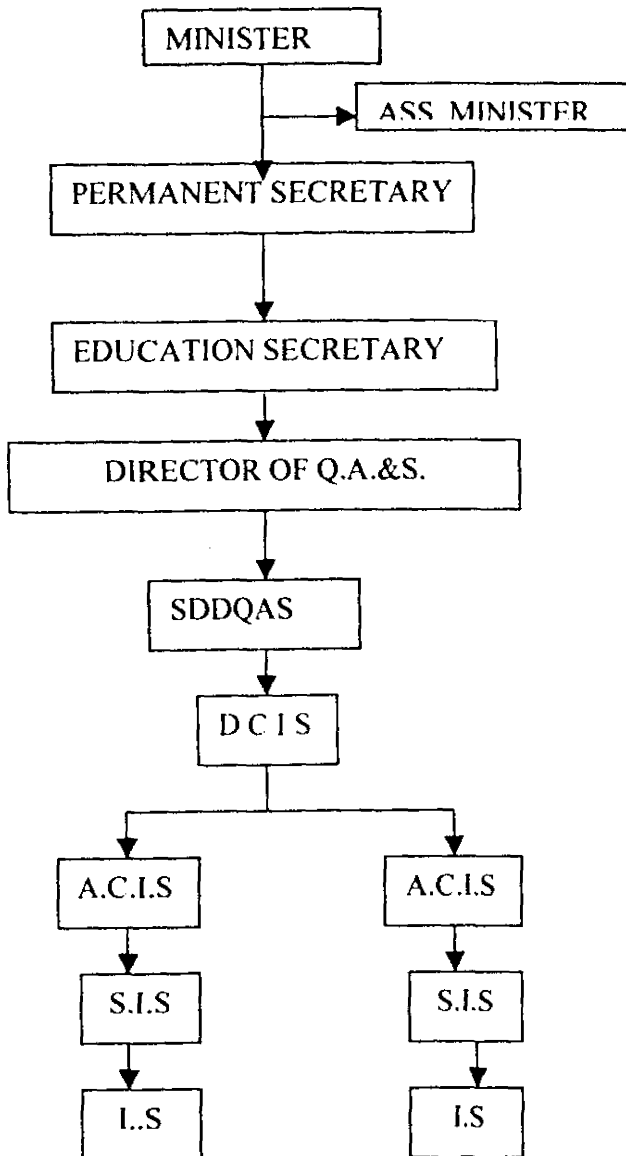 MINISTER
ASS MINISTER
PERMANENT SECRETARY
EDUCATION SECRETARY
DIRECTOR OF Q.A.&S.
SDDQAS
D C I S
A.C.I.S
A.C.I.S
S.I.S
S.I.S
I..S
I.S